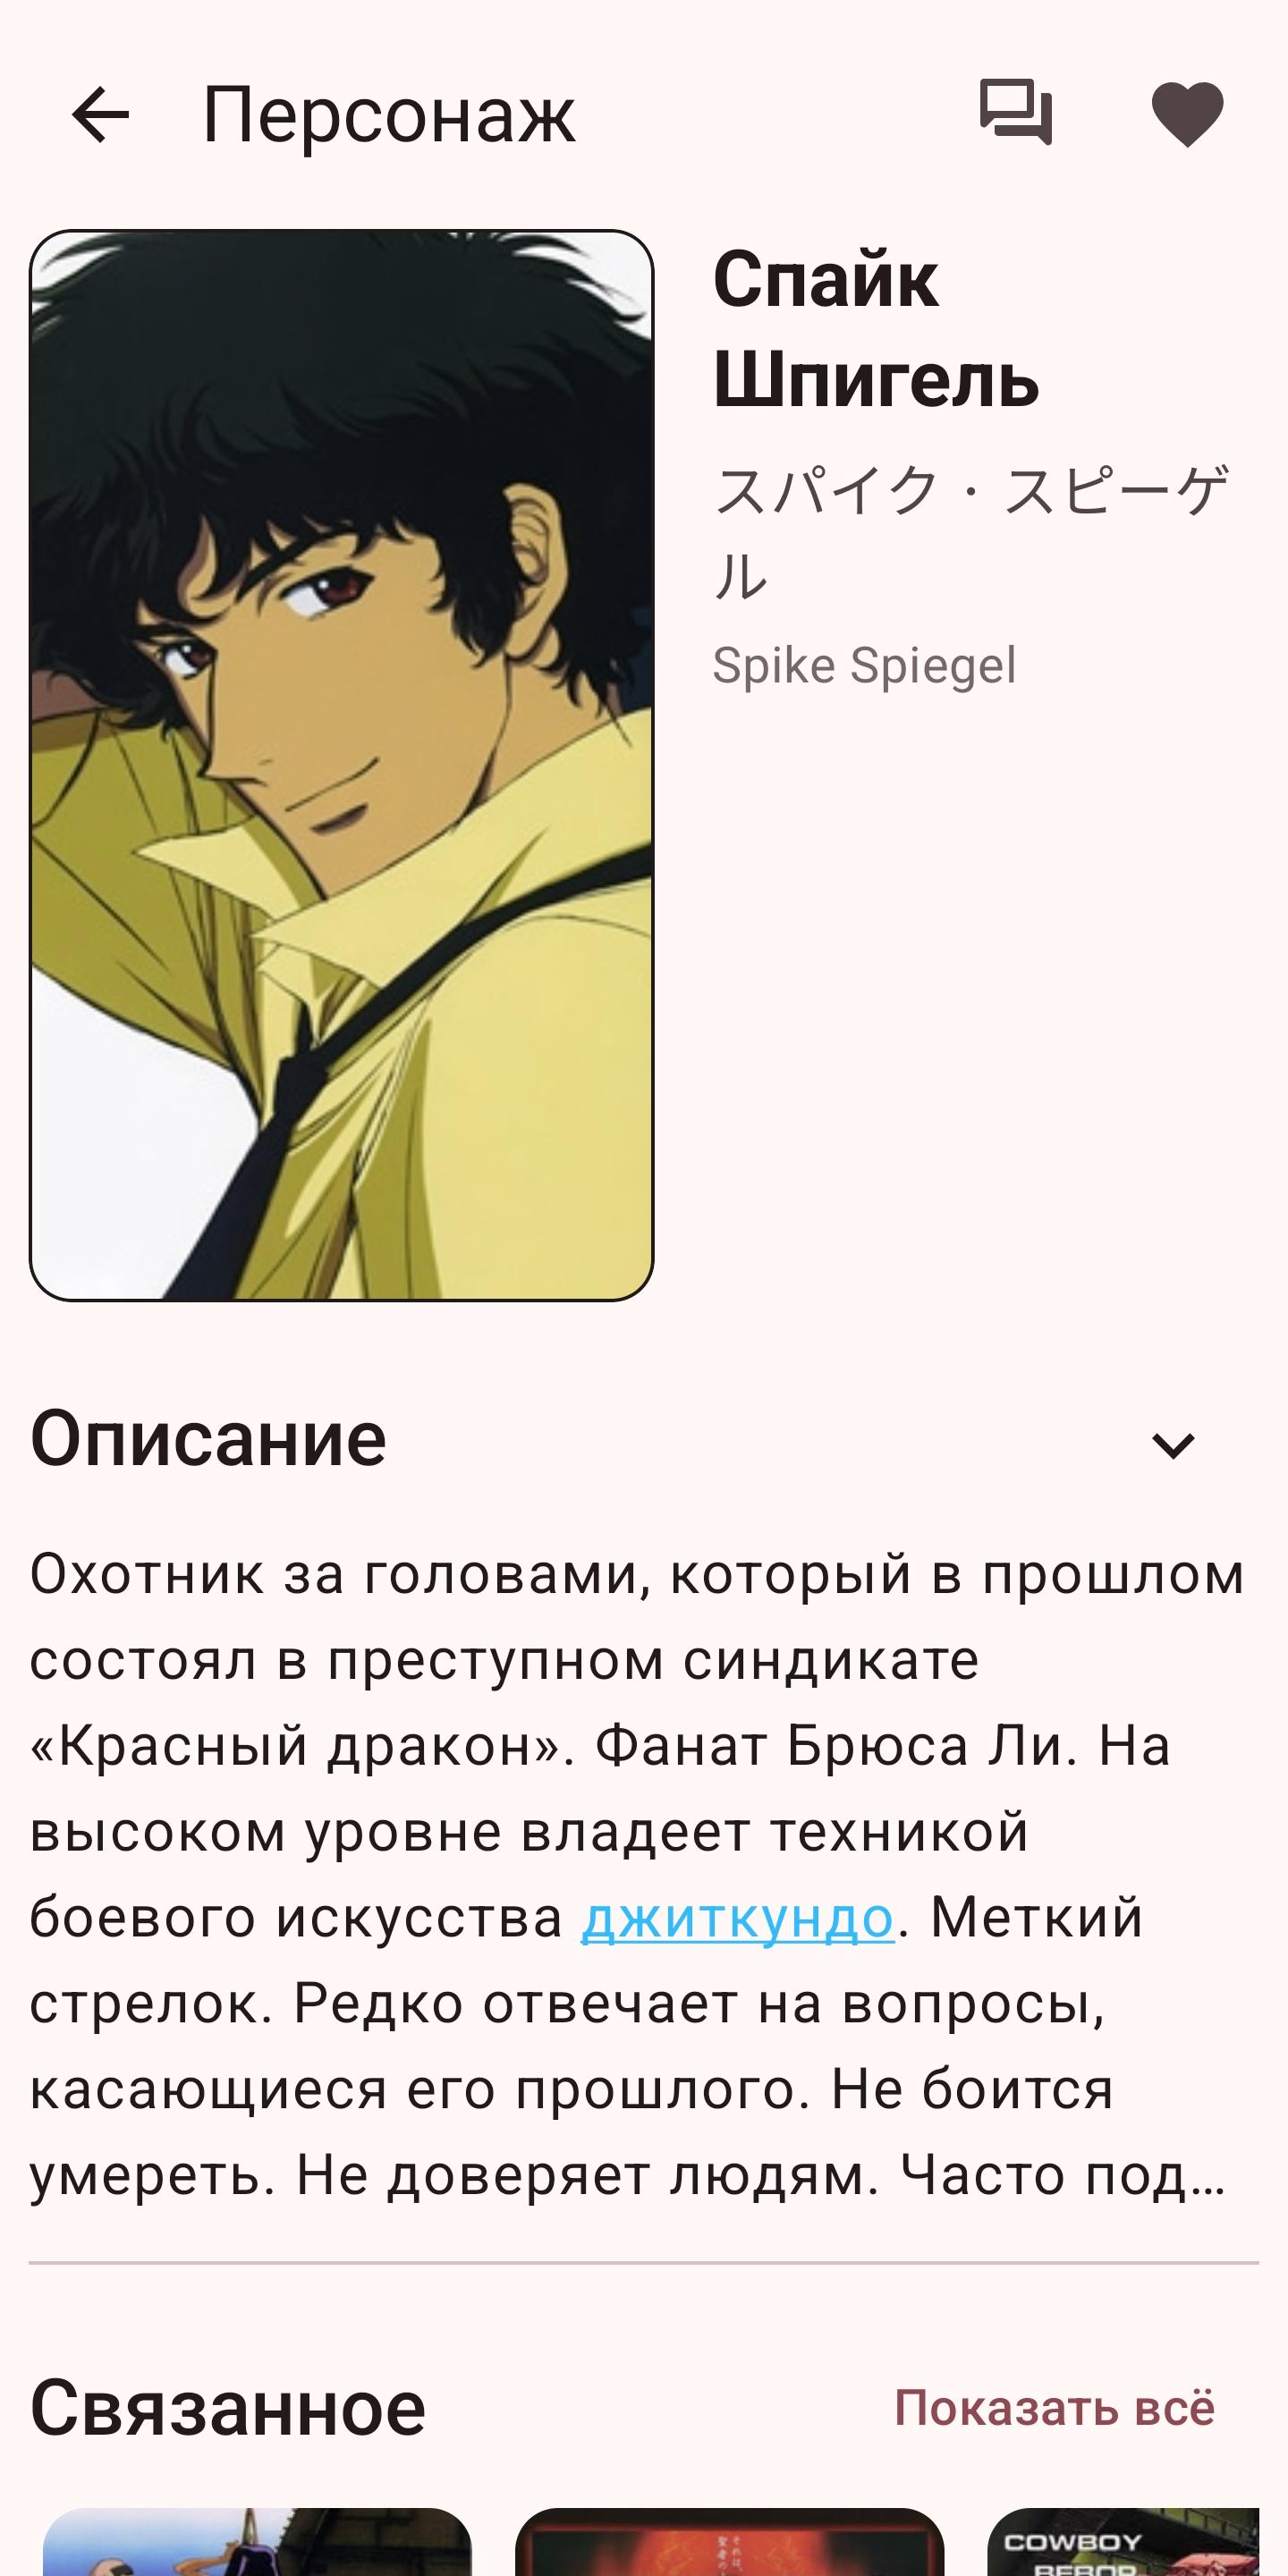 Персонаж
Спайк
Шпигель
スパイク・スピーゲ
ル
Spike Spiegel
Описание
Охотник за головами, который в прошлом
состоял в преступном синдикате
«Красный дракон». Фанат Брюса Ли. На
высоком уровне владеет техникой
боевого искусства джиткундо. Меткий
стрелок. Редко отвечает на вопросы,
касающиеся его прошлого. Не боится
умереть. Не доверяет людям. Часто под…
Связанное
Показать всё
COWBOY
BEBOP